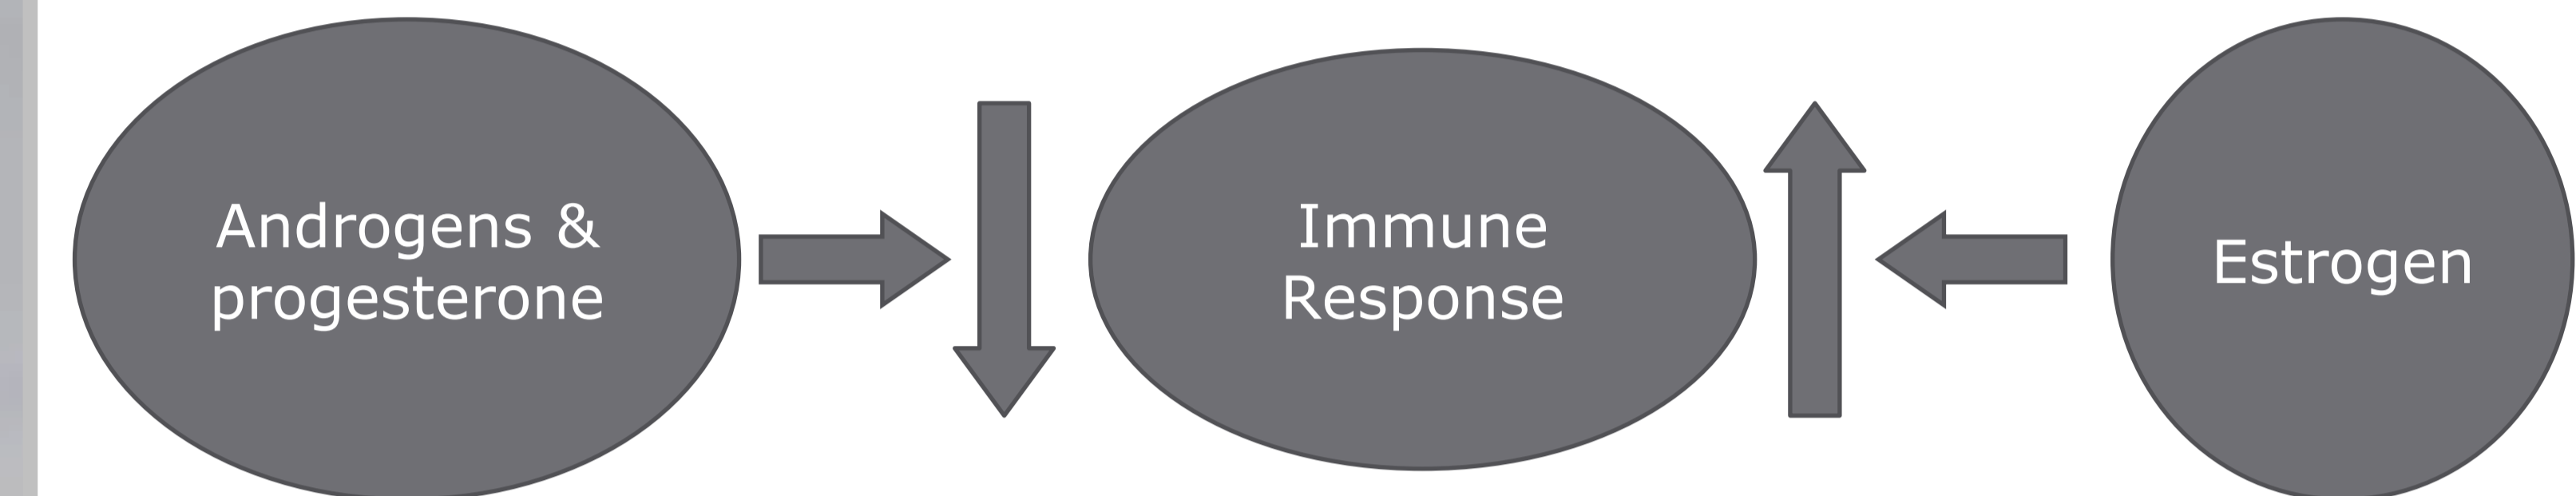 Androgens &
progesterone
Immune
Response
Estrogen